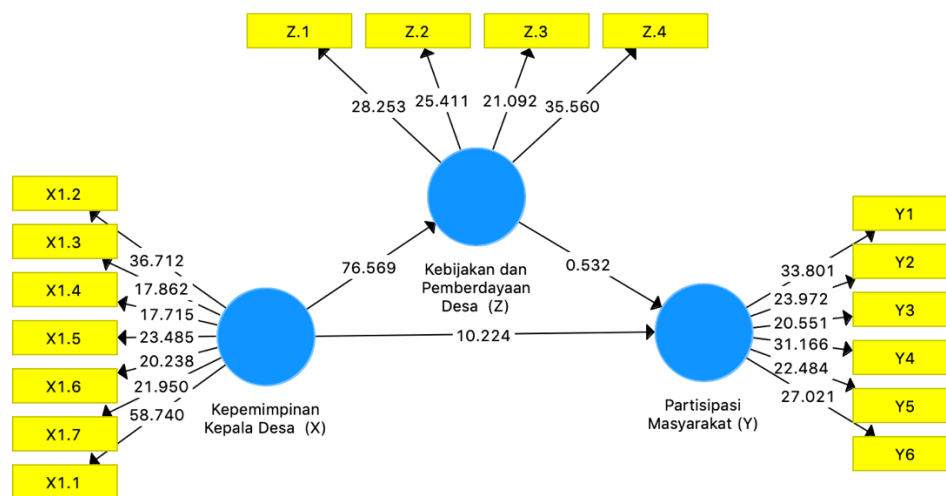 Z.1
Z.2
Z.3
Z.4
28.253
25.411
21.092
35.560
X1.2
X1.3
X1.4
X1.5
X1.6
X1.7
X1.1
36.712
17.862
17.715
23.485
20.238
21.950
58.740
Kepemimpinan
Kepala Desa (X)
76.569
Kebijakan dan
Pemberdayaan
Desa (Z)
0.532
10.224
Partisipasi
Masyarakat (Y)
33.801
23.972
20.551
31.166
22.484
27.021
Y1
Y2
Y3
Y4
Y5
Y6